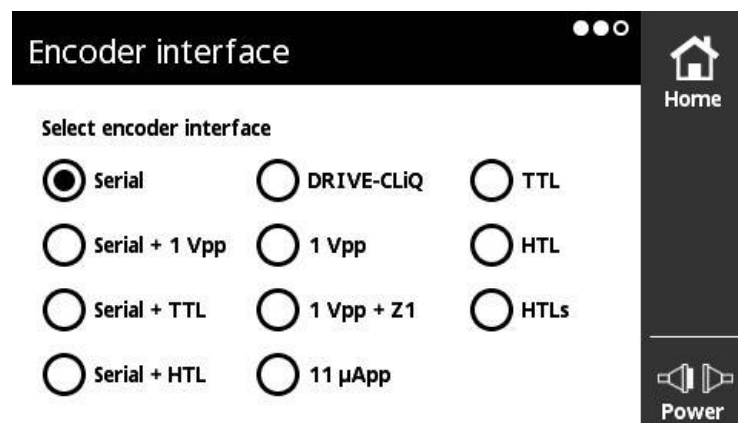 Encoder interface
Home
Select encoder interface
Serial DRIVE-CLiQ TTL
Serial + 1 Vpp 1 Vpp HTL
Serial + TTL 1 Vpp + Z1 HTLs
Serial + HTL 11 µApp
Power